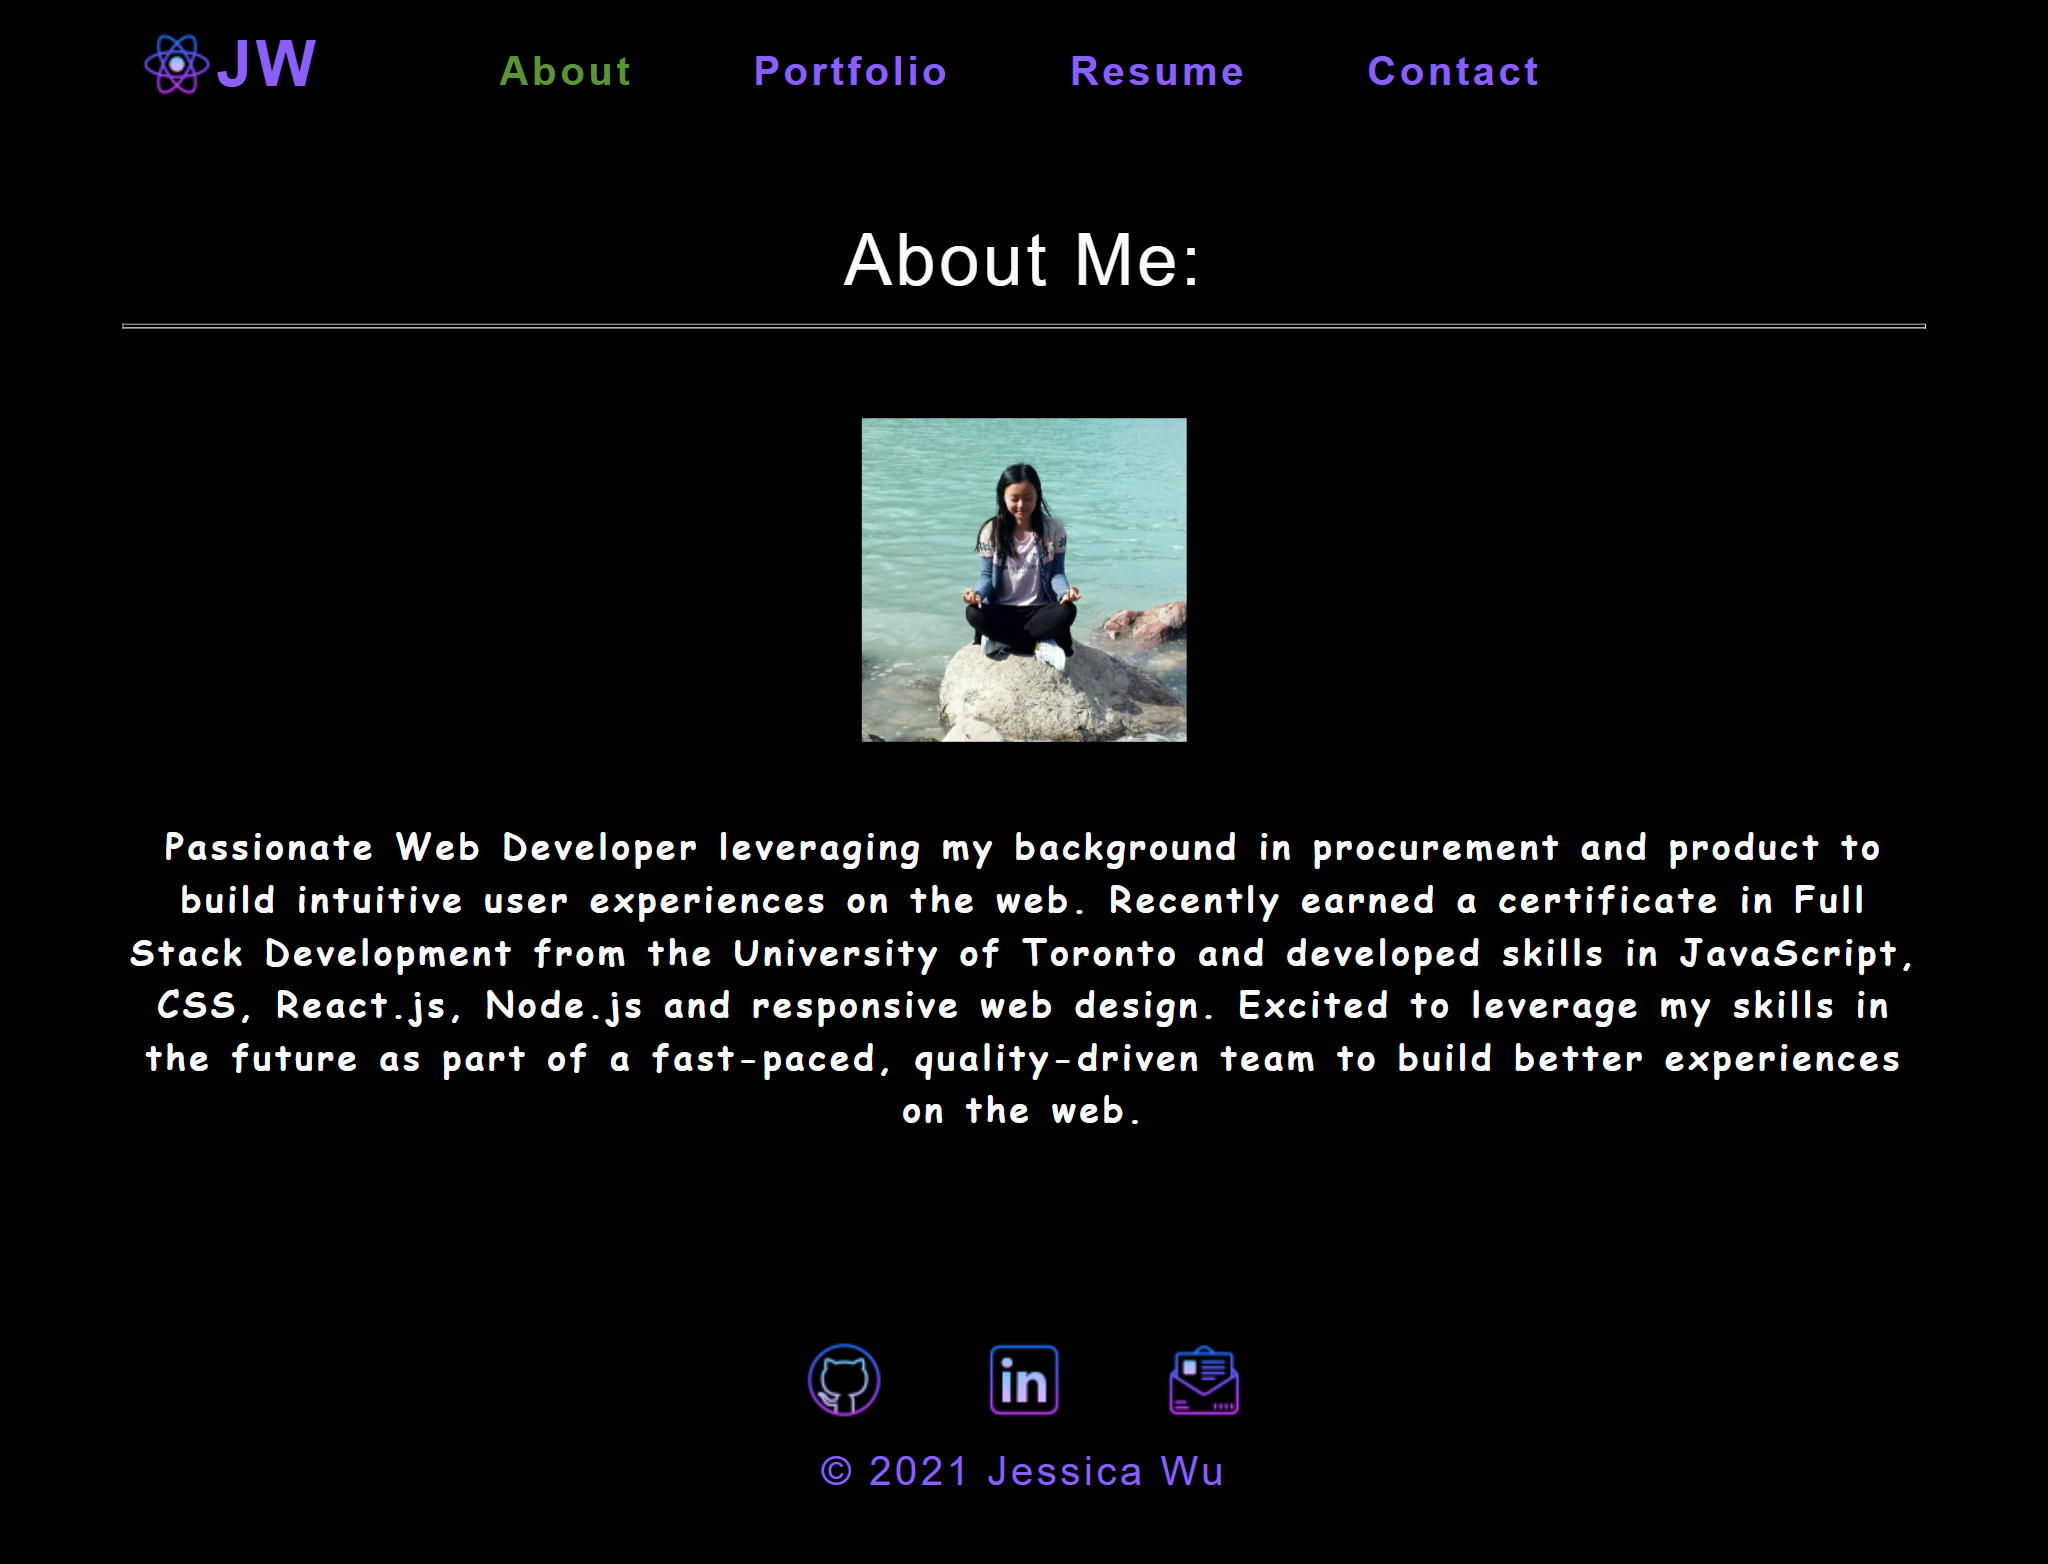 JW
About Portfolio Resume Contact
About Me:
Passionate Web Developer leveraging my background in procurement and product to
build intuitive user experiences on the web. Recently earned a certificate in Full
Stack Development from the University of Toronto and developed skills in JavaScript,
CSS, React.js, Node.js and responsive web design. Excited to leverage my skills in
the future as part of a fast-paced, quality-driven team to build better experiences
on the web.
in
© 2021 Jessica Wu